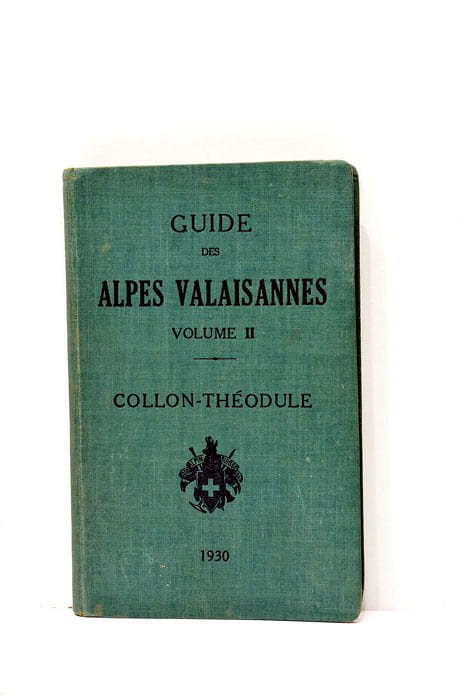 GUIDE
DES
ALPES VALAISANNES
VOLUME II
COLLON-THÉODULE
1930